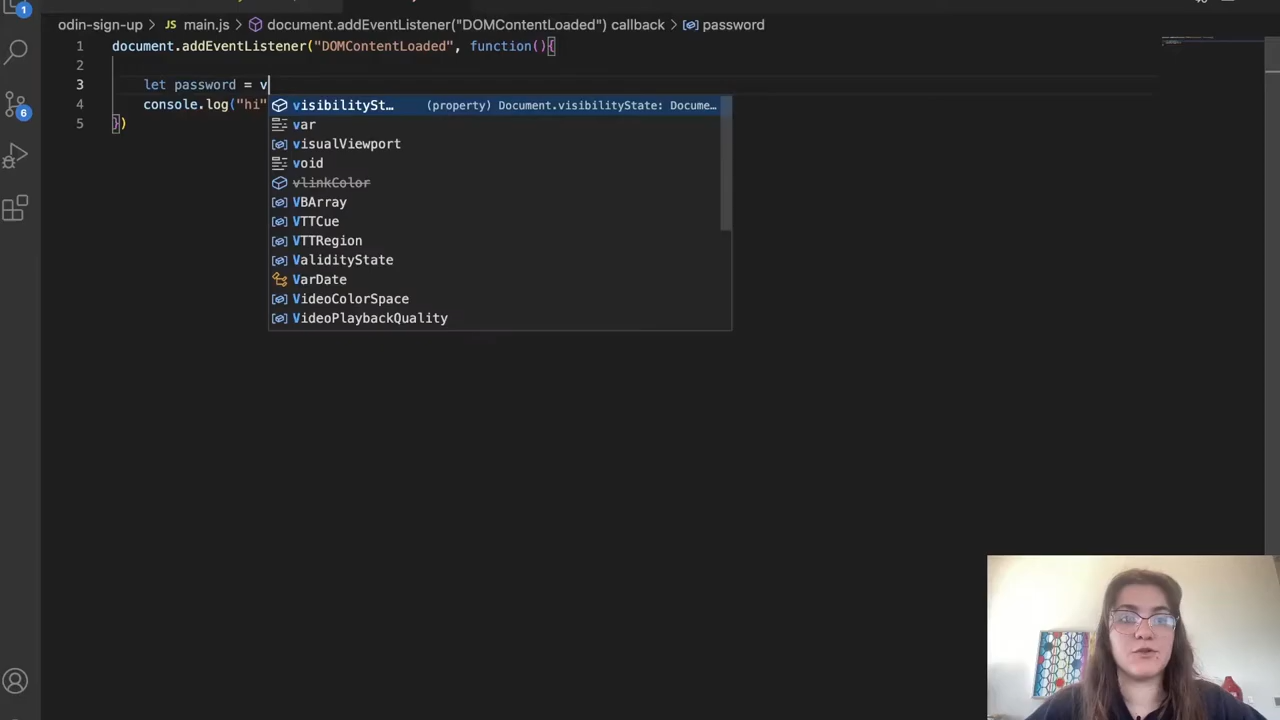 odin-sign-up > JS main.js > document.addEventListener("DOMContentLoaded") callback > password
1 document.addEventListener("DOMContentLoaded", function(){
2
3 let password = v
4 console.log("hi"
5 })
visibilitySt… (property) Document.visibilityState: Docume…
var
visualViewport
void
vlinkColor
VBArray
VTTCue
VTTRegion
ValidityState
VarDate
VideoColorSpace
VideoPlaybackQuality
1
6